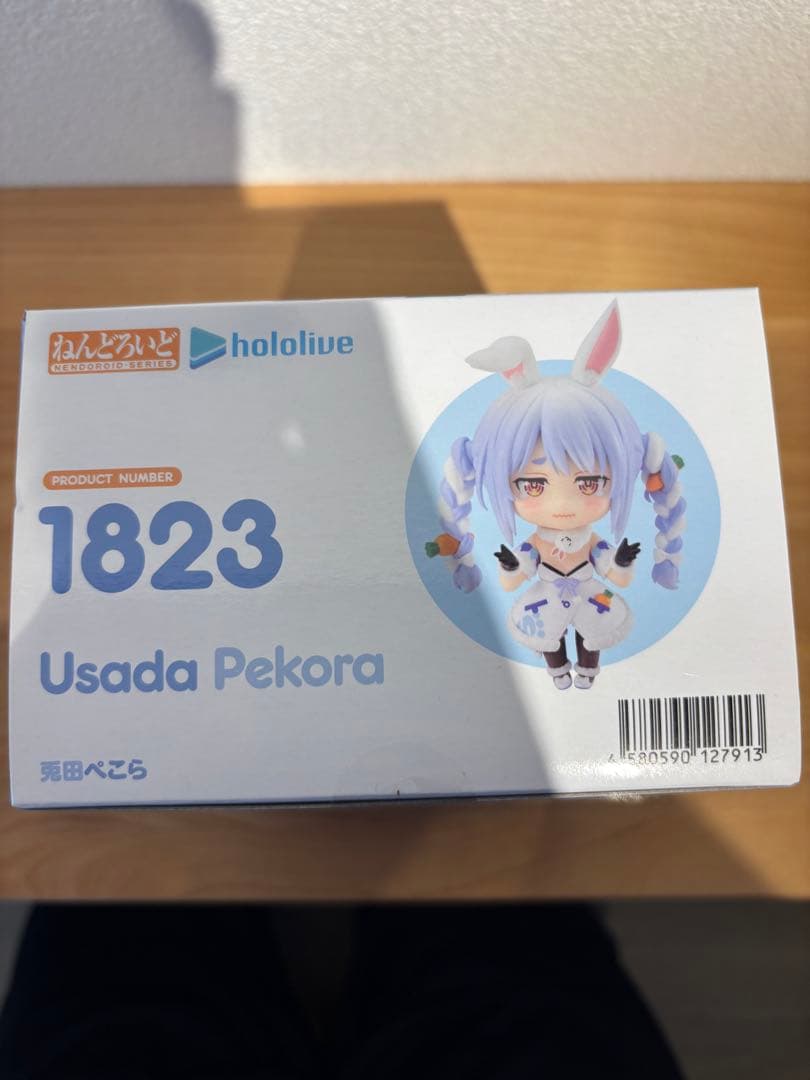 ねんどろいど
NENDOROID·SERIES
hololive
PRODUCT NUMBER
1823
Usada Pekora
兎田ぺこら
4 580590 127913